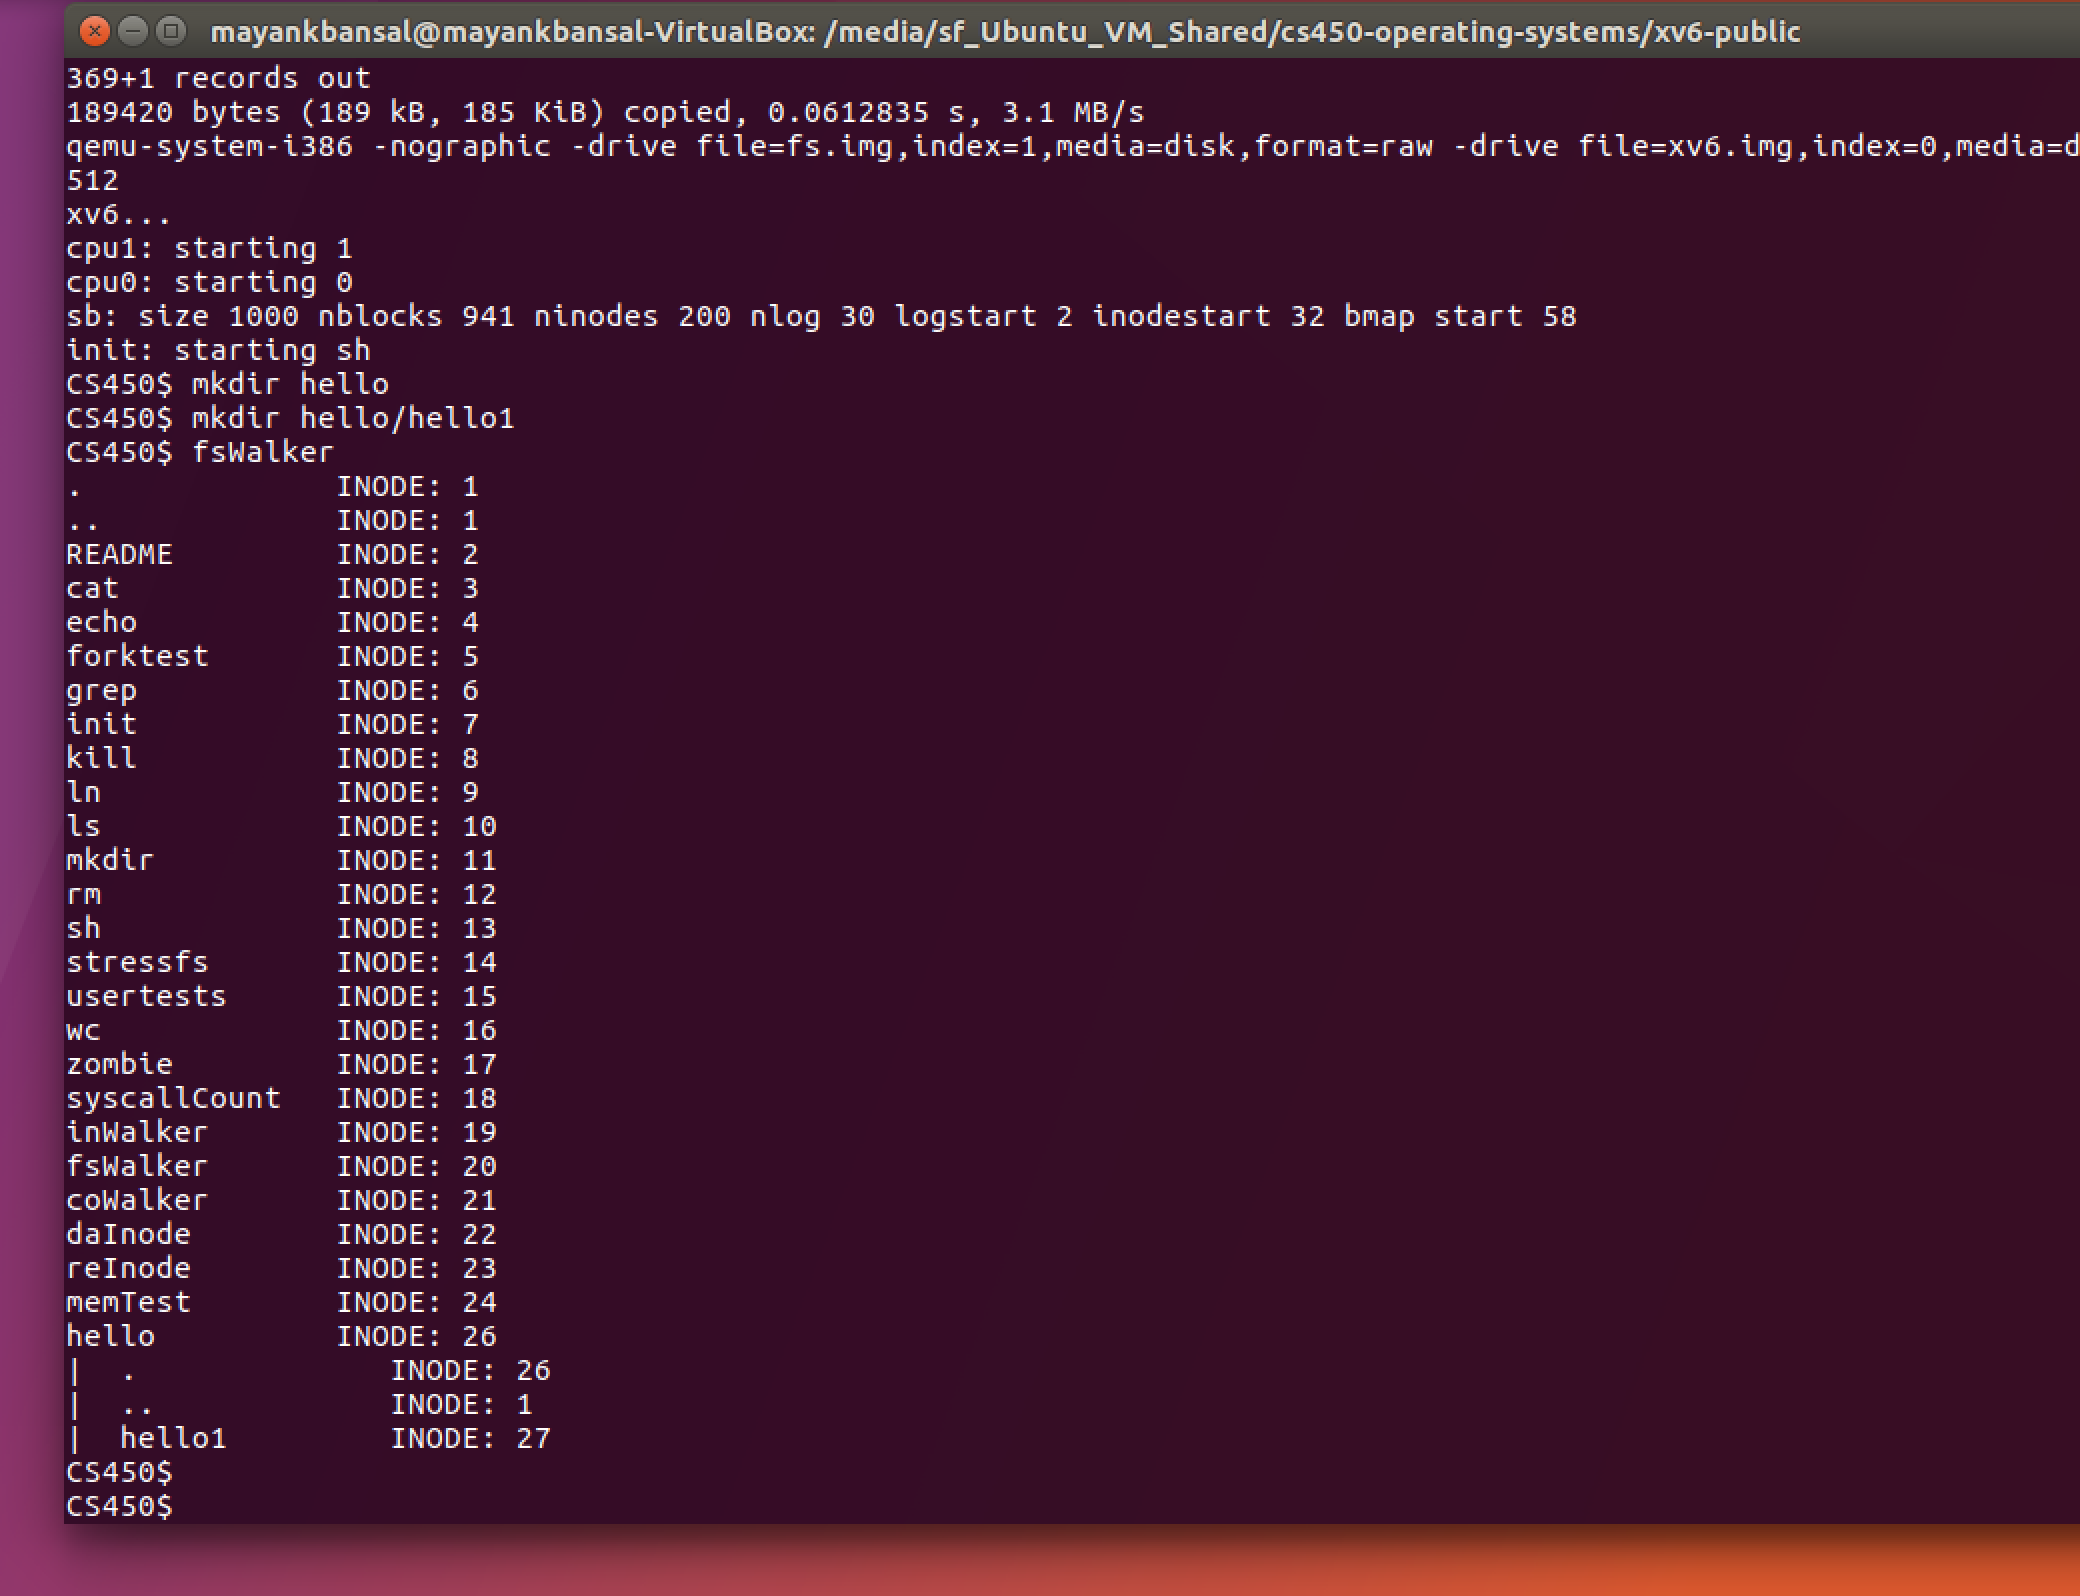 mayankbansal@mayankbansal-VirtualBox: /media/sf_Ubuntu_VM_Shared/cs450-operating-systems/xv6-public
369+1 records out
189420 bytes (189 kB, 185 KiB) copied, 0.0612835 s, 3.1 MB/s
qemu-system-i386 -nographic -drive file=fs.img,index=1,media=disk,format=raw -drive file=xv6.img,index=0,media=d
512
xv6...
cpu1: starting 1
cpu0: starting 0
sb: size 1000 nblocks 941 ninodes 200 nlog 30 logstart 2 inodestart 32 bmap start 58
init: starting sh
CS450$ mkdir hello
CS450$ mkdir hello/hello1
CS450$ fsWalker
.              INODE: 1
..             INODE: 1
README         INODE: 2
cat            INODE: 3
echo           INODE: 4
forktest       INODE: 5
grep           INODE: 6
init           INODE: 7
kill           INODE: 8
ln             INODE: 9
ls             INODE: 10
mkdir          INODE: 11
rm             INODE: 12
sh             INODE: 13
stressfs       INODE: 14
usertests      INODE: 15
wc             INODE: 16
zombie         INODE: 17
syscallCount   INODE: 18
inWalker       INODE: 19
fsWalker       INODE: 20
coWalker       INODE: 21
daInode        INODE: 22
reInode        INODE: 23
memTest        INODE: 24
hello          INODE: 26
|  .              INODE: 26
|  ..             INODE: 1
|  hello1         INODE: 27
CS450$
CS450$